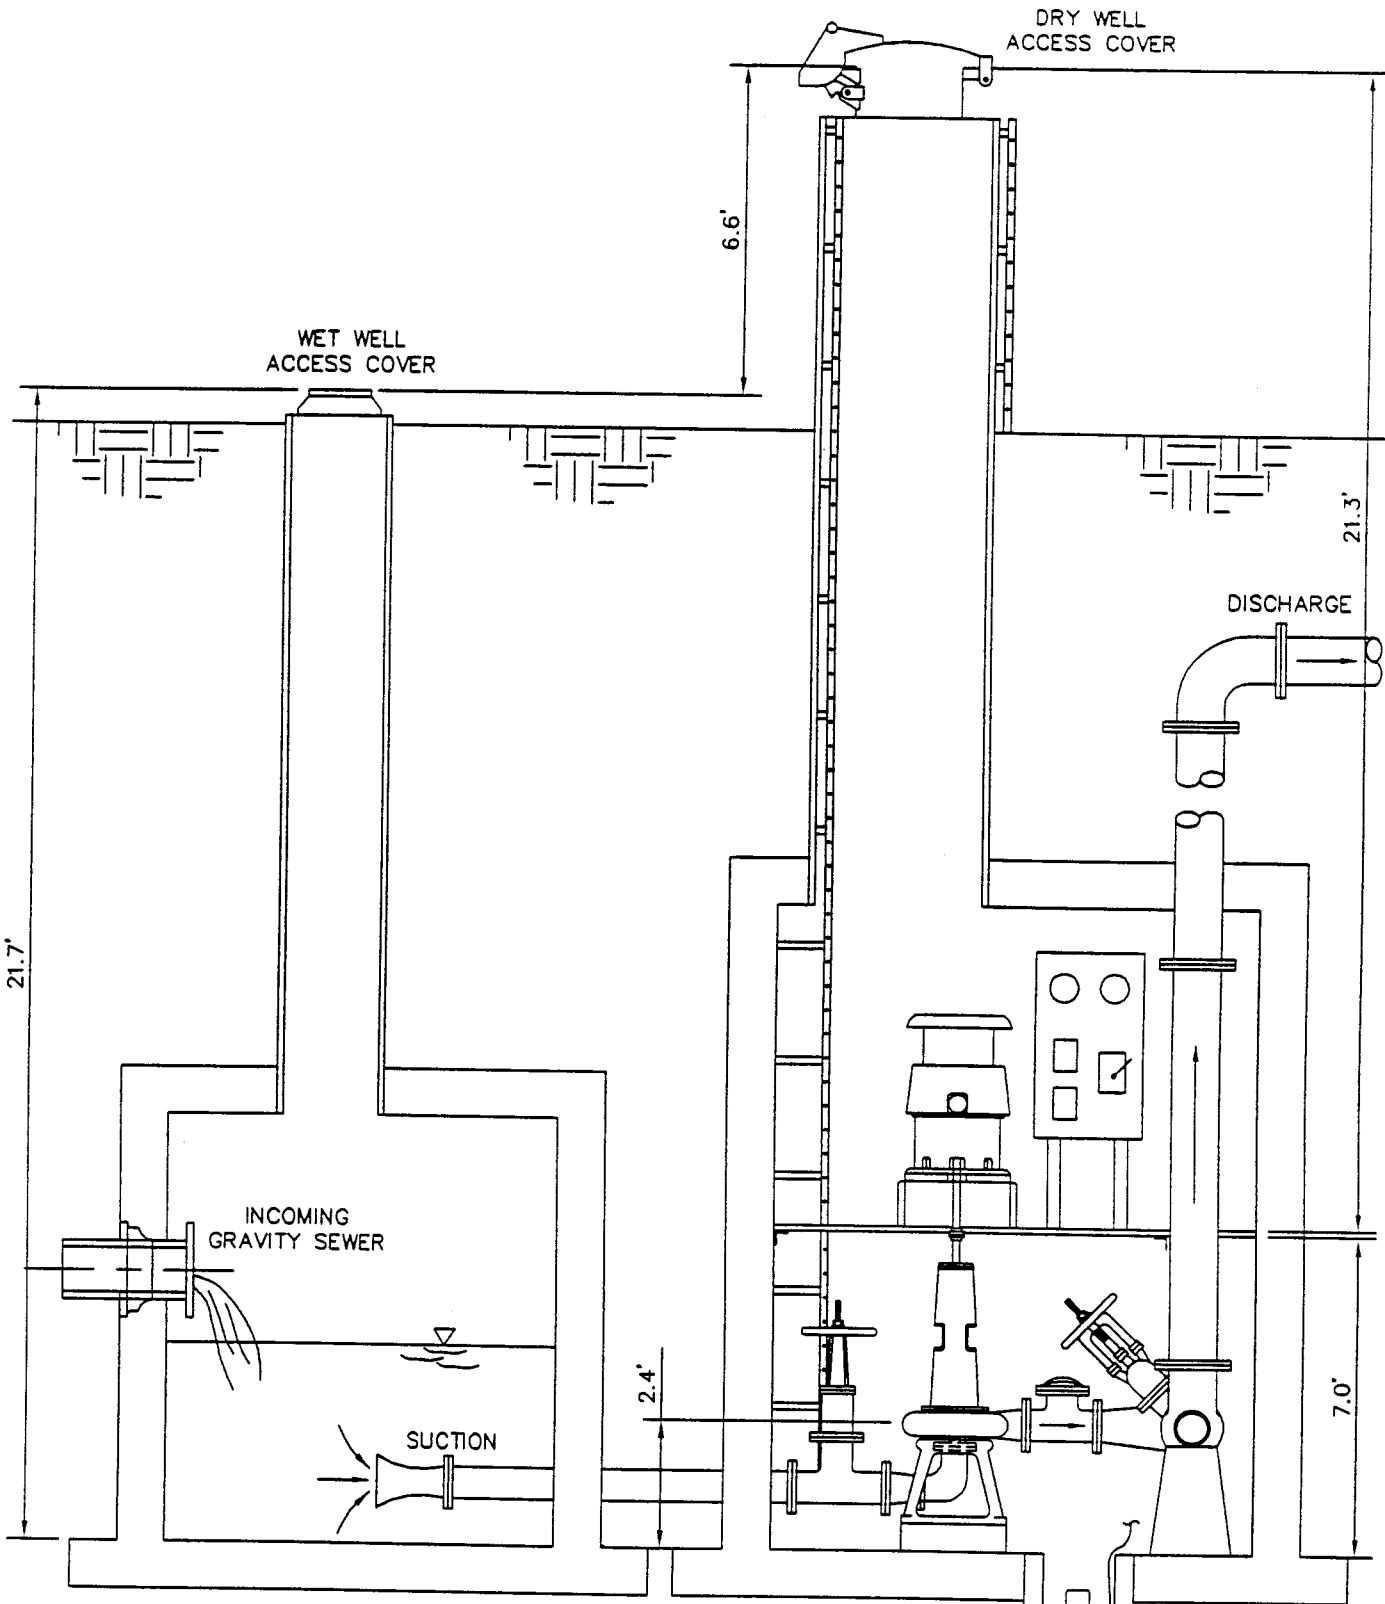 DRY WELL
ACCESS COVER
6.6'
WET WELL
ACCESS COVER
21.3'
DISCHARGE
21.7'
INCOMING
GRAVITY SEWER
2.4'
7.0'
SUCTION